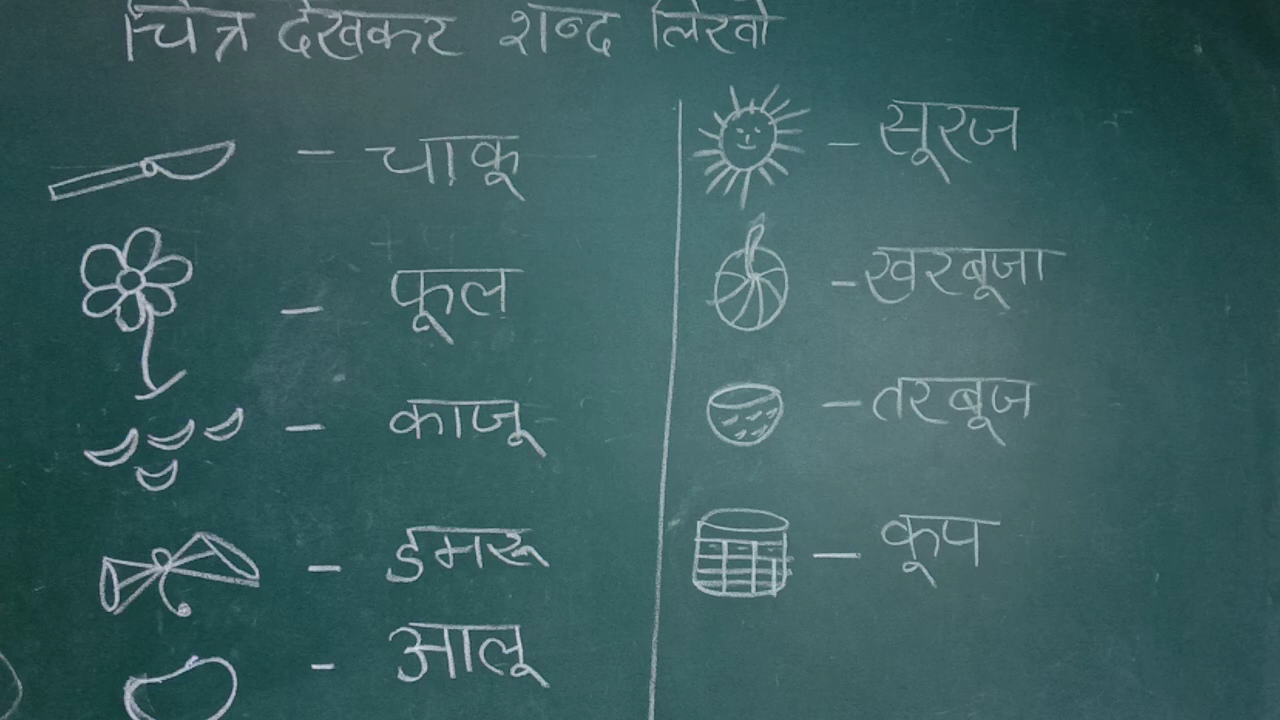 चित्र देखकर शब्द लिखो
चाकू
फूल
काजू
डमरू
आलू
सूरज
खरबूजा
तरबूज
कूप